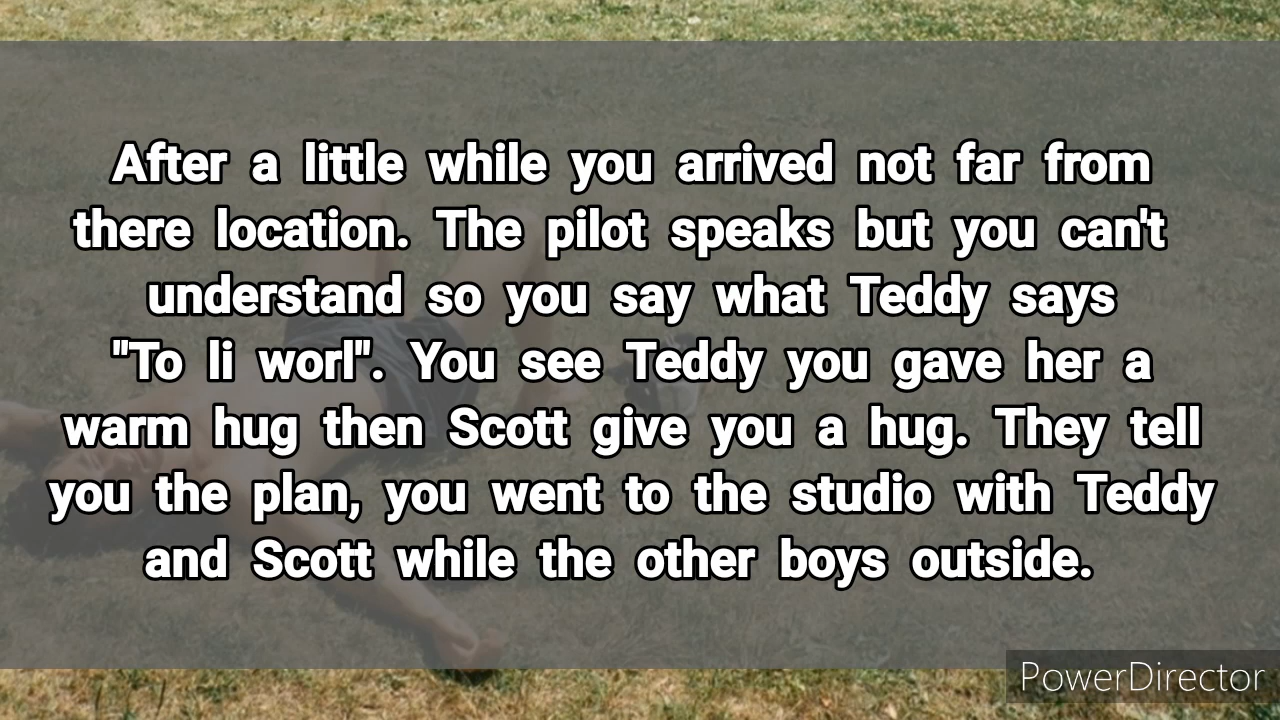 After a little while you arrived not far from
there location. The pilot speaks but you can't
understand so you say what Teddy says
"To li worl". You see Teddy you gave her a
warm hug then Scott give you a hug. They tell
you the plan, you went to the studio with Teddy
and Scott while the other boys outside.
PowerDirector